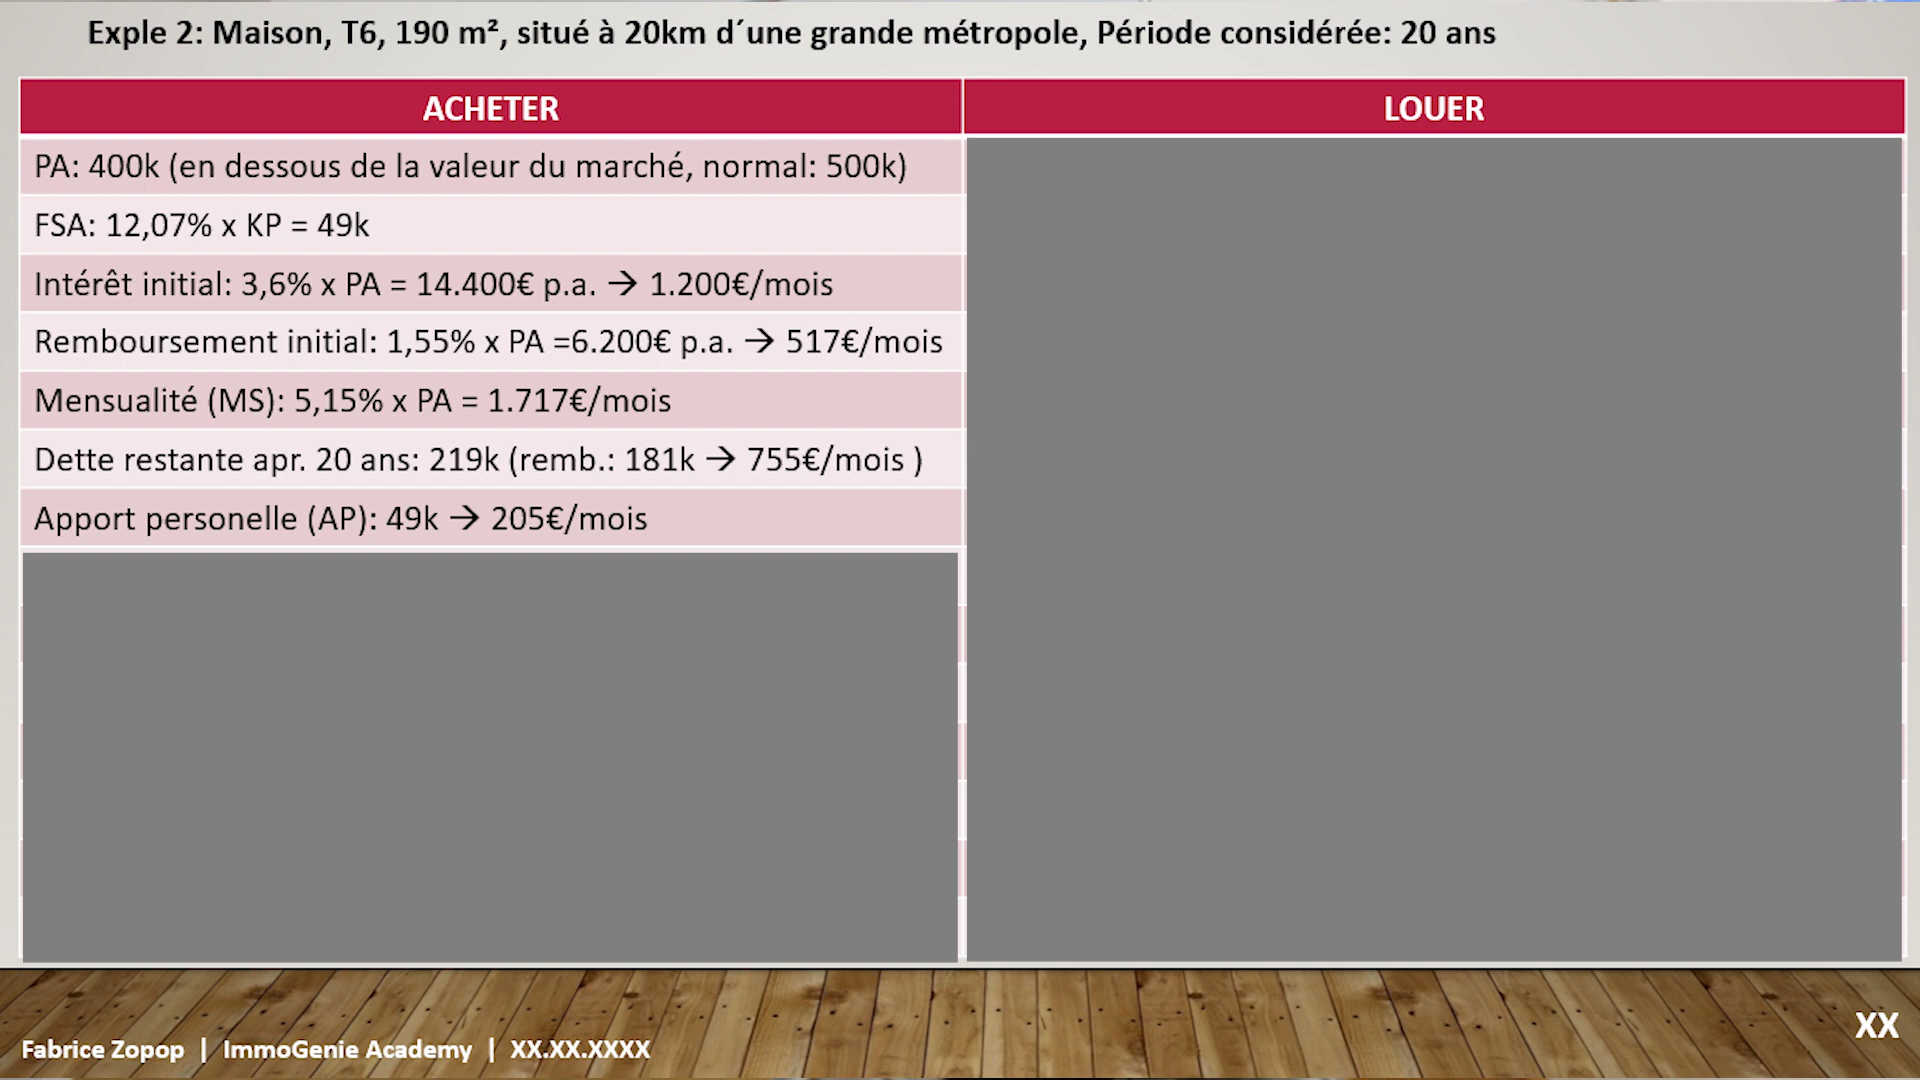 Exple 2: Maison, T6, 190 m², situé à 20km d´une grande métropole, Période considérée: 20 ans
ACHETER
LOUER
PA: 400k (en dessous de la valeur du marché, normal: 500k)
FSA: 12,07% x KP = 49k
Intérêt initial: 3,6% x PA = 14.400€ p.a. → 1.200€/mois
Remboursement initial: 1,55% x PA =6.200€ p.a. → 517€/mois
Mensualité (MS): 5,15% x PA = 1.717€/mois
Dette restante apr. 20 ans: 219k (remb.: 181k → 755€/mois )
Apport personelle (AP): 49k → 205€/mois
Fabrice Zopop | ImmoGenie Academy | XX.XX.XXXX
XX